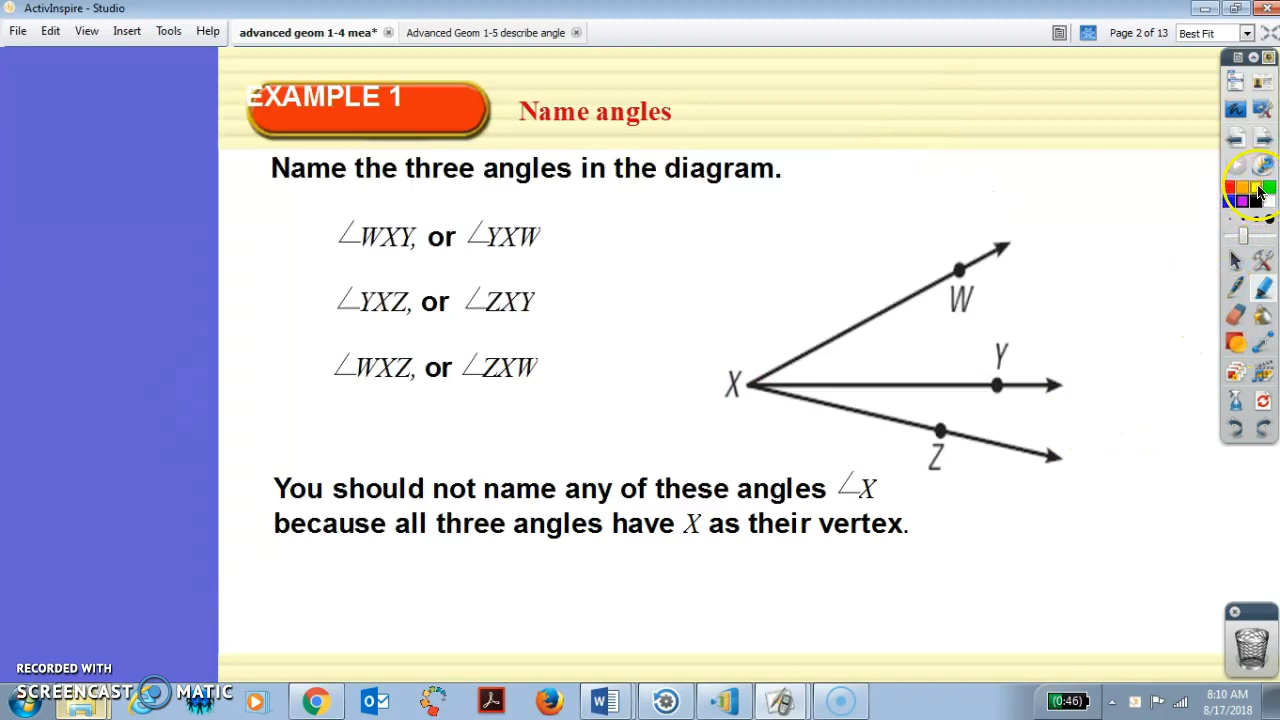 ActivInspire - Studio
File Edit View Insert Tools Help
advanced geom 1-4 mea* Advanced Geom 1-5 describe angle
Page 2 of 13 Best Fit
EXAMPLE 1
Name angles
Name the three angles in the diagram.
∠WXY, or ∠YXW
∠YXZ, or ∠ZXY
∠WXZ, or ∠ZXW
W
Y
X
Z
You should not name any of these angles ∠X
because all three angles have X as their vertex.
RECORDED WITH
SCREENCAST MATIC
(0:46)
8:10 AM
8/17/2018